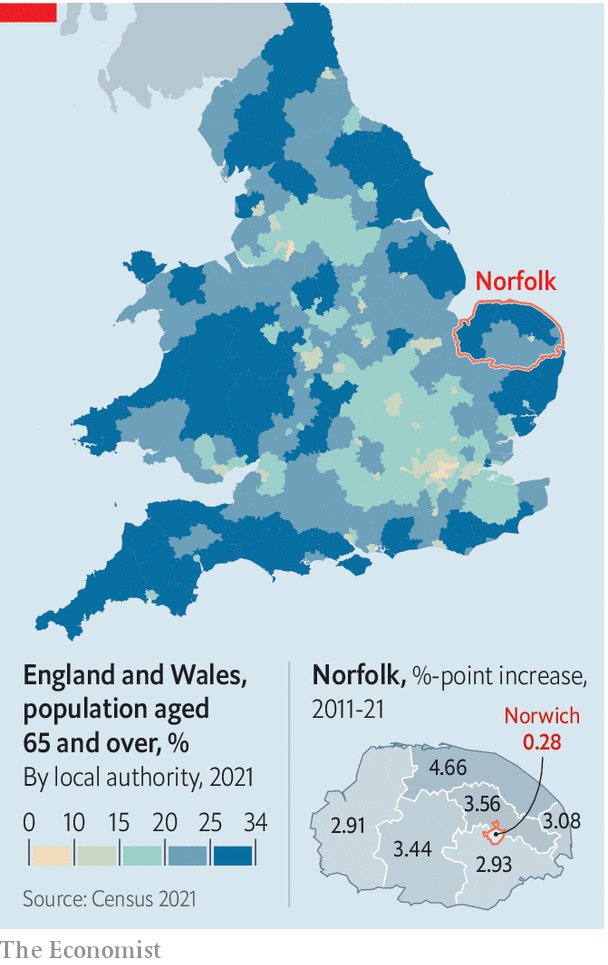 Norfolk
England and Wales,
population aged
65 and over, %
By local authority, 2021
0 10 15 20 25 34
Source: Census 2021
Norfolk, %-point increase,
2011-21
Norwich
0.28
4.66
3.56
2.91
3.08
3.44
2.93
The Economist